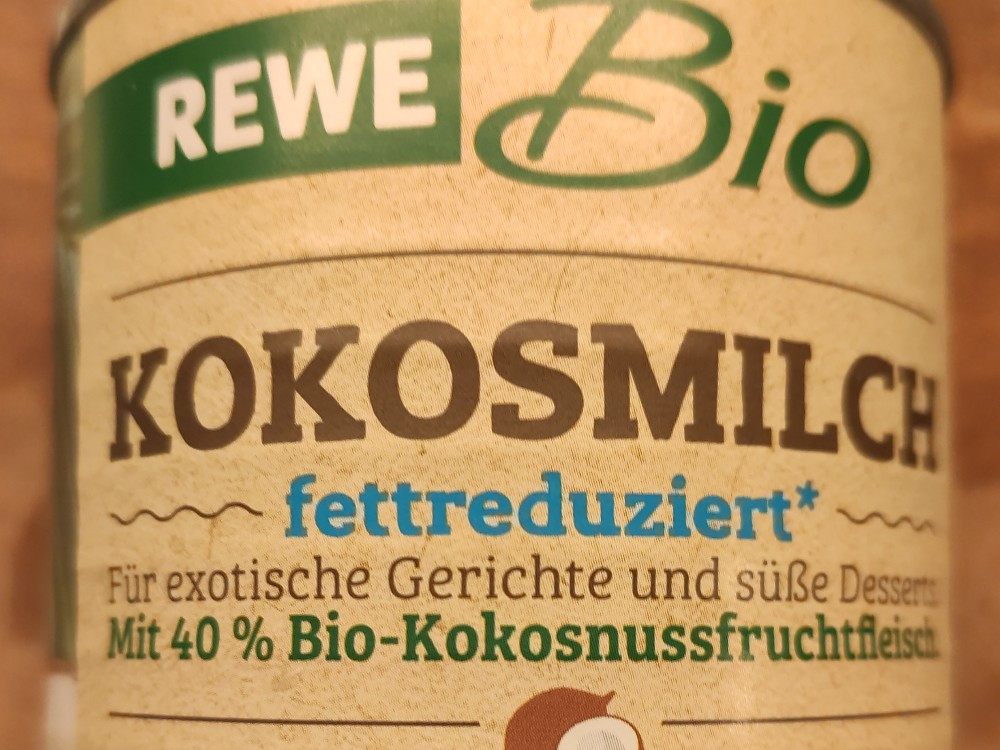 REWE Bio
KOKOSMILCH
fettreduziert*
Für exotische Gerichte und süße Desserts.
Mit 40 % Bio-Kokosnussfruchtfleisch.